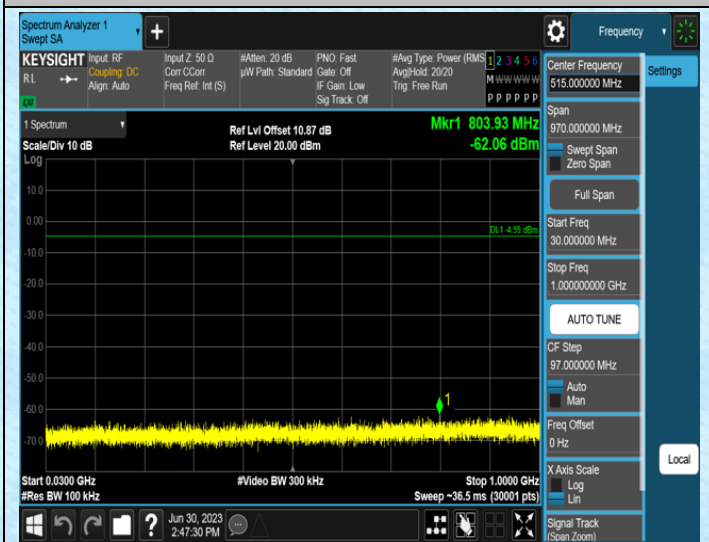 Spectrum Analyzer 1
Swept SA
+
Frequency
KEYSIGHT
RL
LXI
Input: RF
Coupling: DC
Align: Auto
Input Z: 50 Ω
Corr CCorr
Freq Ref: Int (S)
#Atten: 20 dB
µW Path: Standard
PNO: Fast
Gate: Off
IF Gain: Low
Sig Track: Off
#Avg Type: Power (RMS
Avg|Hold: 20/20
Trig: Free Run
1 2 3 4 5 6
M W W W W W
P P P P P P
1 Spectrum
Scale/Div 10 dB
Log
Ref Lvl Offset 10.87 dB
Ref Level 20.00 dBm
Mkr1 803.93 MHz
-62.06 dBm
10.0
0.00
DL1 -4.55 dBm
-10.0
-20.0
-30.0
-40.0
-50.0
-60.0
1
-70.0
Start 0.0300 GHz
#Res BW 100 kHz
#Video BW 300 kHz
Stop 1.0000 GHz
Sweep ~36.5 ms (30001 pts)
Jun 30, 2023
2:47:30 PM
?
Center Frequency
515.000000 MHz
Settings
Span
970.000000 MHz
Swept Span
Zero Span
Full Span
Start Freq
30.000000 MHz
Stop Freq
1.000000000 GHz
AUTO TUNE
CF Step
97.000000 MHz
Auto
Man
Freq Offset
0 Hz
Local
X Axis Scale
Log
Lin
Signal Track
(Span Zoom)